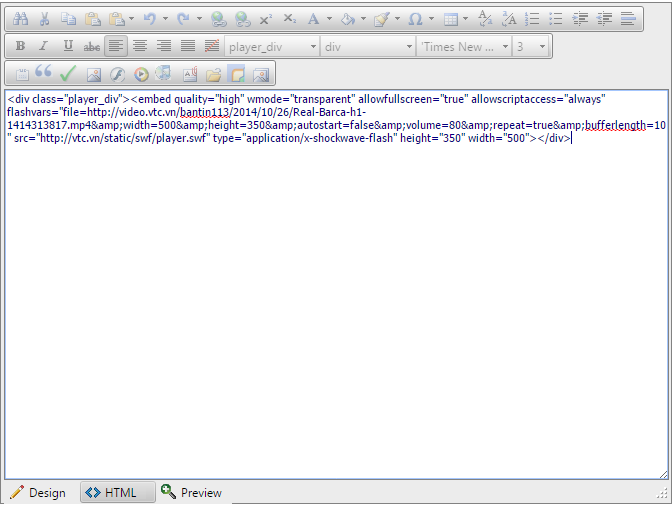 B I U abc player_div div 'Times New ... 3
<div class="player_div"><embed quality="high" wmode="transparent" allowfullscreen="true" allowscriptaccess="always"
flashvars="file=http://video.vtc.vn/bantin113/2014/10/26/Real-Barca-h1-
1414313817.mp4&amp;width=500&amp;height=350&amp;autostart=false&amp;volume=80&amp;repeat=true&amp;bufferlength=10
" src="http://vtc.vn/static/swf/player.swf" type="application/x-shockwave-flash" height="350" width="500"></div>
Design HTML Preview